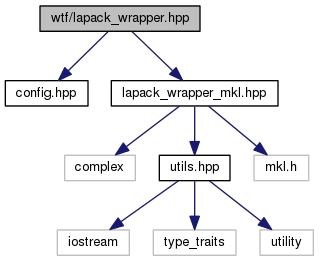 wtf/lapack_wrapper.hpp
config.hpp
lapack_wrapper_mkl.hpp
complex
utils.hpp
mkl.h
iostream
type_traits
utility